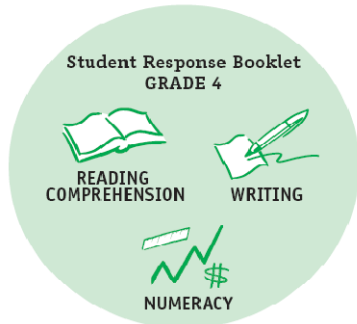 Student Response Booklet
GRADE 4
READING
COMPREHENSION
WRITING
$
NUMERACY